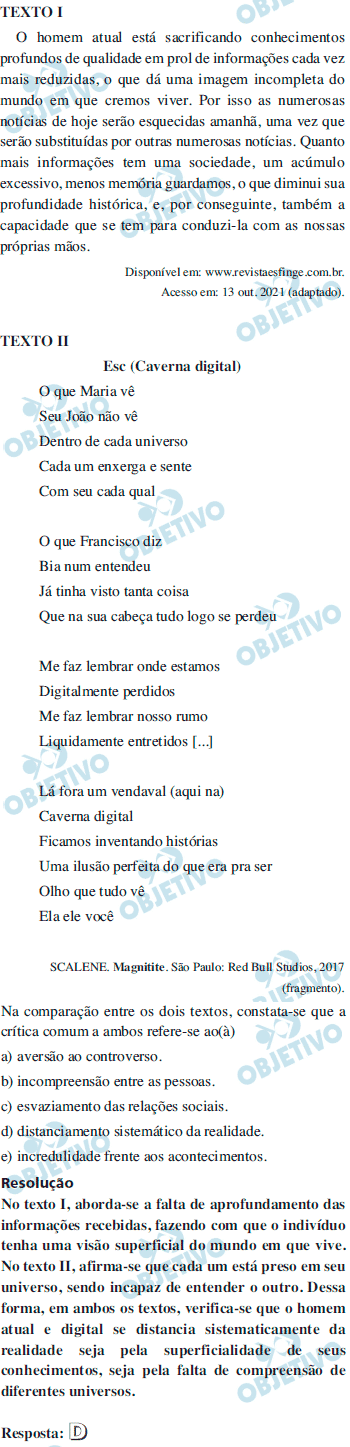 TEXTO I
O homem atual está sacrificando conhecimentos
profundos de qualidade em prol de informações cada vez
mais reduzidas, o que dá uma imagem incompleta do
mundo em que cremos viver. Por isso as numerosas
notícias de hoje serão esquecidas amanhã, uma vez que
serão substituídas por outras numerosas notícias. Quanto
mais informações tem uma sociedade, um acúmulo
excessivo, menos memória guardamos, o que diminui sua
profundidade histórica, e, por conseguinte, também a
capacidade que se tem para conduzi-la com as nossas
próprias mãos.
Disponível em: www.revistaesfinge.com.br.
Acesso em: 13 out. 2021 (adaptado).
TEXTO II
Esc (Caverna digital)
O que Maria vê
Seu João não vê
Dentro de cada universo
Cada um enxerga e sente
Com seu cada qual
O que Francisco diz
Bia num entendeu
Já tinha visto tanta coisa
Que na sua cabeça tudo logo se perdeu
Me faz lembrar onde estamos
Digitalmente perdidos
Me faz lembrar nosso rumo
Liquidamente entretidos [...]
Lá fora um vendaval (aqui na)
Caverna digital
Ficamos inventando histórias
Uma ilusão perfeita do que era pra ser
Olho que tudo vê
Ela ele você
SCALENE. Magnitite. São Paulo: Red Bull Studios, 2017
(fragmento).
Na comparação entre os dois textos, constata-se que a
crítica comum a ambos refere-se ao(à)
a) aversão ao controverso.
b) incompreensão entre as pessoas.
c) esvaziamento das relações sociais.
d) distanciamento sistemático da realidade.
e) incredulidade frente aos acontecimentos.
Resolução
No texto I, aborda-se a falta de aprofundamento das
informações recebidas, fazendo com que o indivíduo
tenha uma visão superficial do mundo em que vive.
No texto II, afirma-se que cada um está preso em seu
universo, sendo incapaz de entender o outro. Dessa
forma, em ambos os textos, verifica-se que o homem
atual e digital se distancia sistematicamente da
realidade seja pela superficialidade de seus
conhecimentos, seja pela falta de compreensão de
diferentes universos.
Resposta: D